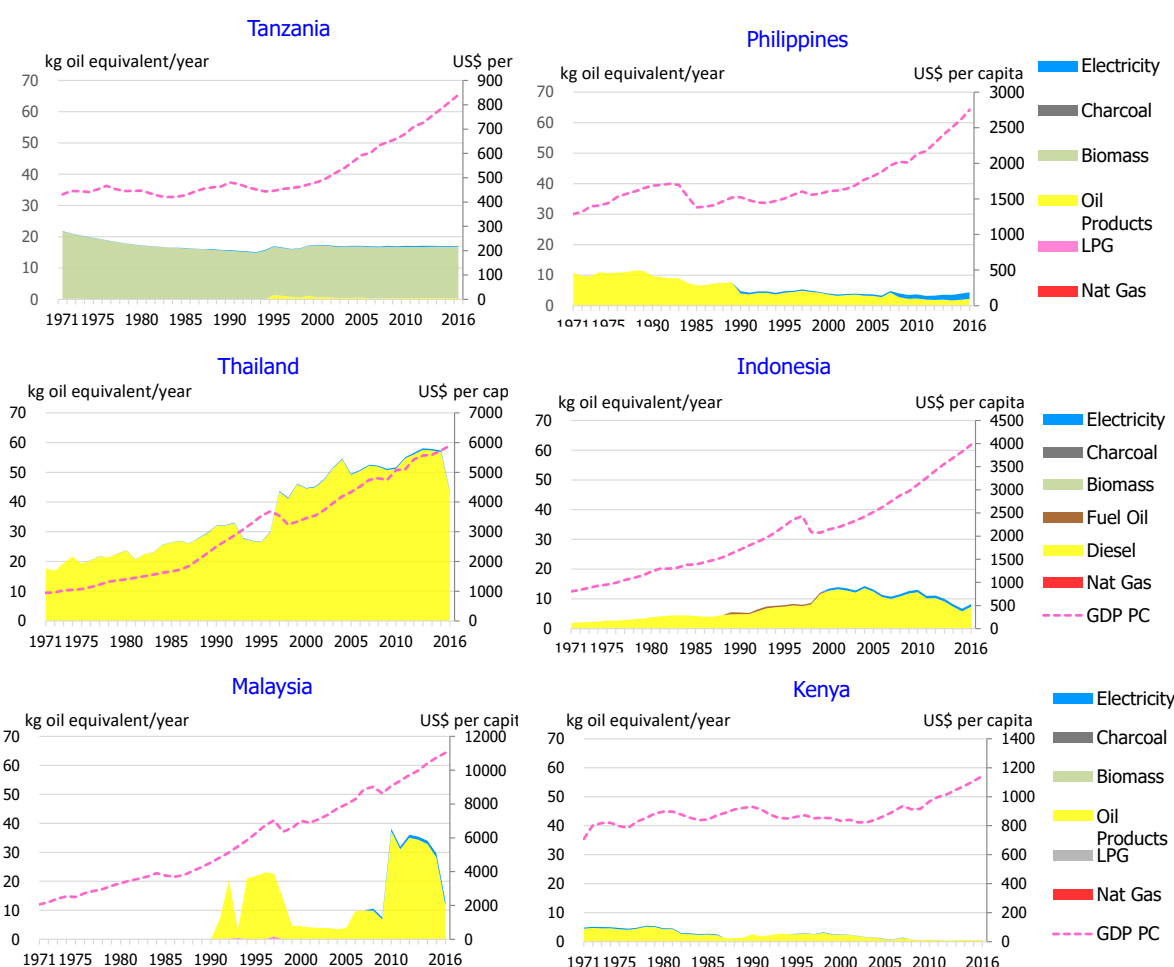 Tanzania
kg oil equivalent/year
US$ per
70
60
50
40
30
20
10
0
900
800
700
600
500
400
300
200
100
0
1971 1975 1980 1985 1990 1995 2000 2005 2010 2016
Philippines
kg oil equivalent/year
US$ per capita
70
60
50
40
30
20
10
0
3000
2500
2000
1500
1000
500
0
1971 1975 1980 1985 1990 1995 2000 2005 2010 2016
Electricity
Charcoal
Biomass
Oil
Products
LPG
Nat Gas
Thailand
kg oil equivalent/year
US$ per cap
70
60
50
40
30
20
10
0
7000
6000
5000
4000
3000
2000
1000
0
1971 1975 1980 1985 1990 1995 2000 2005 2010 2016
Indonesia
kg oil equivalent/year
US$ per capita
70
60
50
40
30
20
10
0
4500
4000
3500
3000
2500
2000
1500
1000
500
0
1971 1975 1980 1985 1990 1995 2000 2005 2010 2016
Electricity
Charcoal
Biomass
Fuel Oil
Diesel
Nat Gas
GDP PC
Malaysia
kg oil equivalent/year
US$ per capit
70
60
50
40
30
20
10
0
12000
10000
8000
6000
4000
2000
0
1971 1975 1980 1985 1990 1995 2000 2005 2010 2016
Kenya
kg oil equivalent/year
US$ per capita
70
60
50
40
30
20
10
0
1400
1200
1000
800
600
400
200
0
1971 1975 1980 1985 1990 1995 2000 2005 2010 2016
Electricity
Charcoal
Biomass
Oil
Products
LPG
Nat Gas
GDP PC